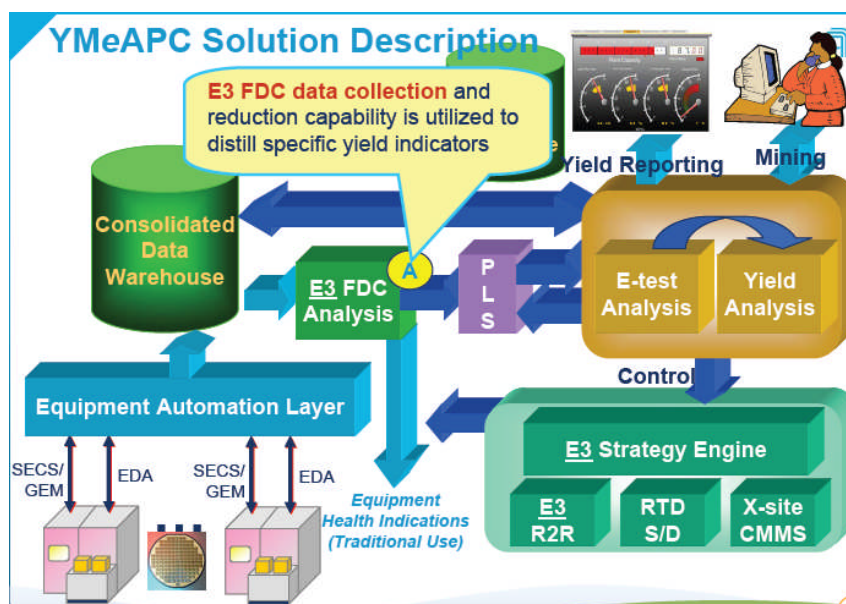 YMeAPC Solution Description
E3 FDC data collection and
reduction capability is utilized to
distill specific yield indicators
Yield Reporting
Mining
Consolidated
Data
Warehouse
A
E3 FDC
Analysis
P
L
S
E-test
Analysis
Yield
Analysis
Control
Equipment Automation Layer
E3 Strategy Engine
SECS/
GEM
EDA
SECS/
GEM
EDA
Equipment
Health Indications
(Traditional Use)
E3
R2R
RTD
S/D
X-site
CMMS